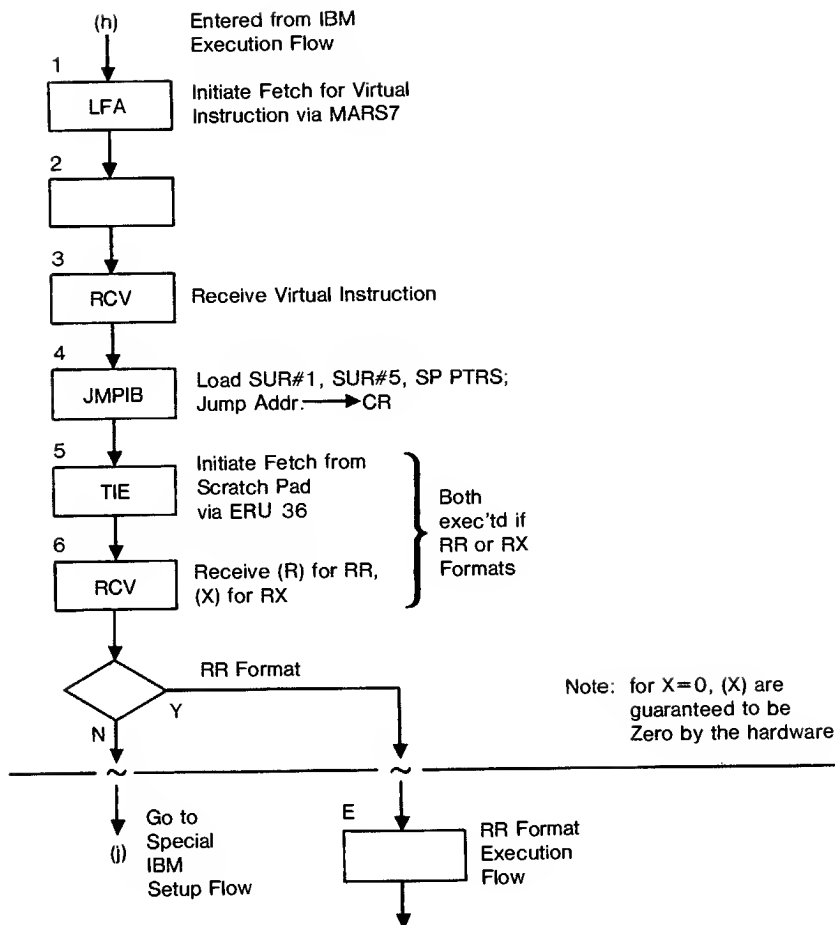 (h)
Entered from IBM
Execution Flow
1
LFA
Initiate Fetch for Virtual
Instruction via MARS7
2
3
RCV
Receive Virtual Instruction
4
JMPIB
Load SUR#1, SUR#5, SP PTRS;
Jump Addr. → CR
5
TIE
Initiate Fetch from
Scratch Pad
via ERU 36
6
RCV
Receive (R) for RR,
(X) for RX
Both
exec'td if
RR or RX
Formats
RR Format
Y
N
Note: for X=0, (X) are
guaranteed to be
Zero by the hardware
~
~
(j)
Go to
Special
IBM
Setup Flow
E
RR Format
Execution
Flow